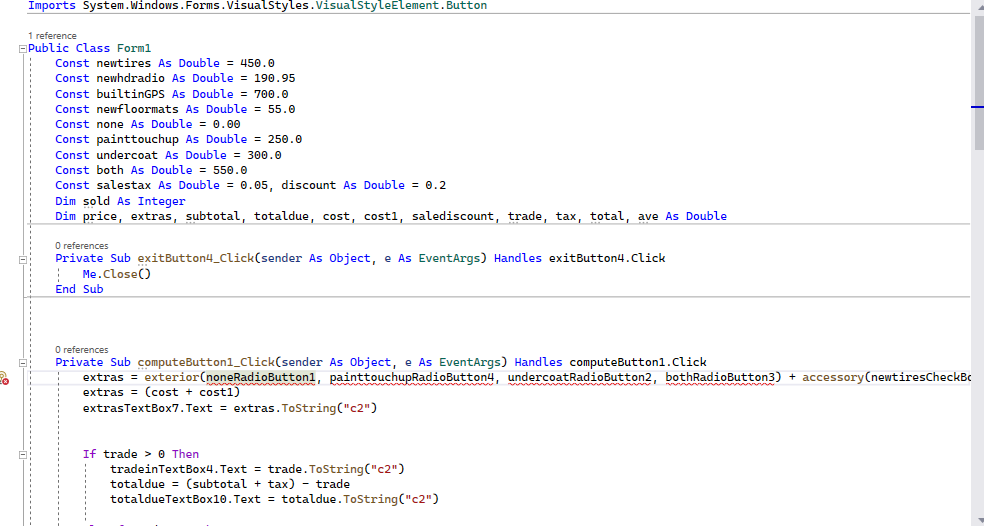 Imports System.Windows.Forms.VisualStyles.VisualStyleElement.Button
1 reference
Public Class Form1
Const newtires As Double = 450.0
Const newhdradio As Double = 190.95
Const builtinGPS As Double = 700.0
Const newfloormats As Double = 55.0
Const none As Double = 0.00
Const painttouchup As Double = 250.0
Const undercoat As Double = 300.0
Const both As Double = 550.0
Const salestax As Double = 0.05, discount As Double = 0.2
Dim sold As Integer
Dim price, extras, subtotal, totaldue, cost, cost1, salediscount, trade, tax, total, ave As Double
0 references
Private Sub exitButton4_Click(sender As Object, e As EventArgs) Handles exitButton4.Click
Me.Close()
End Sub
0 references
Private Sub computeButton1_Click(sender As Object, e As EventArgs) Handles computeButton1.Click
extras = exterior(noneRadioButton1, painttouchupRadioButton4, undercoatRadioButton2, bothRadioButton3) + accessory(newtiresCheckBo
extras = (cost + cost1)
extrasTextBox7.Text = extras.ToString("c2")
If trade > 0 Then
tradeinTextBox4.Text = trade.ToString("c2")
totaldue = (subtotal + tax) - trade
totaldueTextBox10.Text = totaldue.ToString("c2")